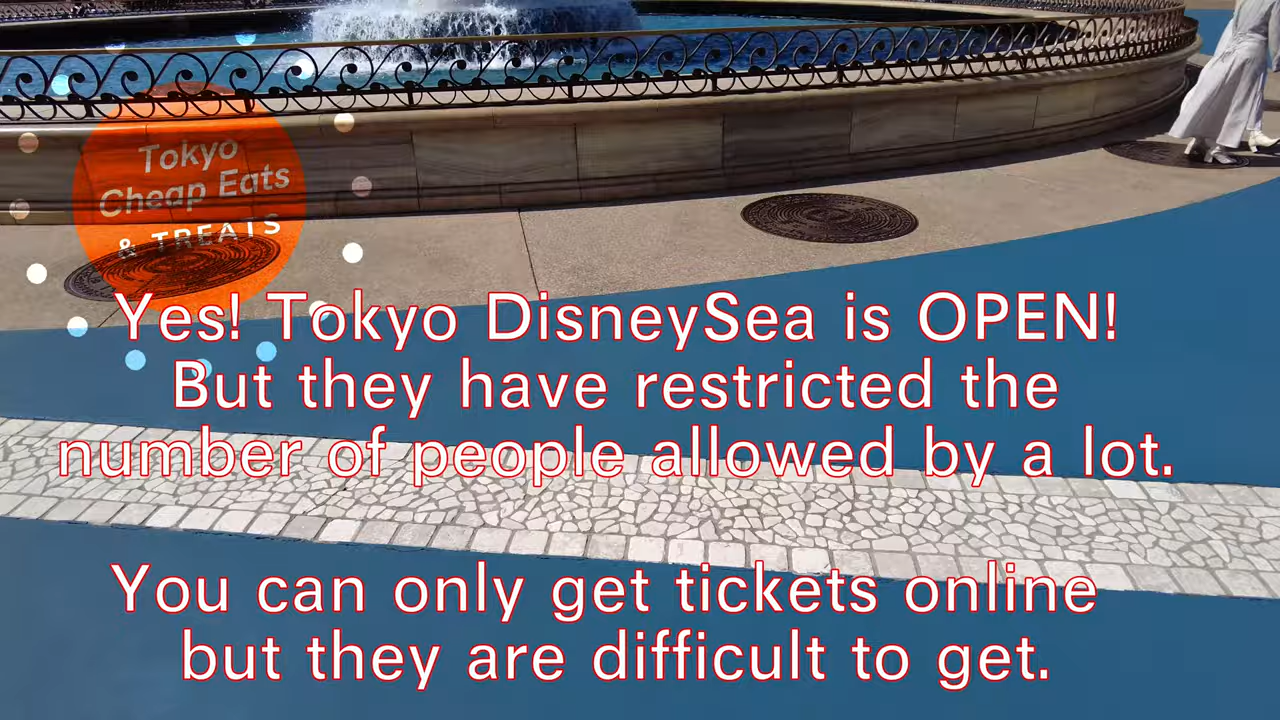 Tokyo
Cheap Eats
& TREATS
Yes! Tokyo DisneySea is OPEN!
But they have restricted the
number of people allowed by a lot.
You can only get tickets online
but they are difficult to get.